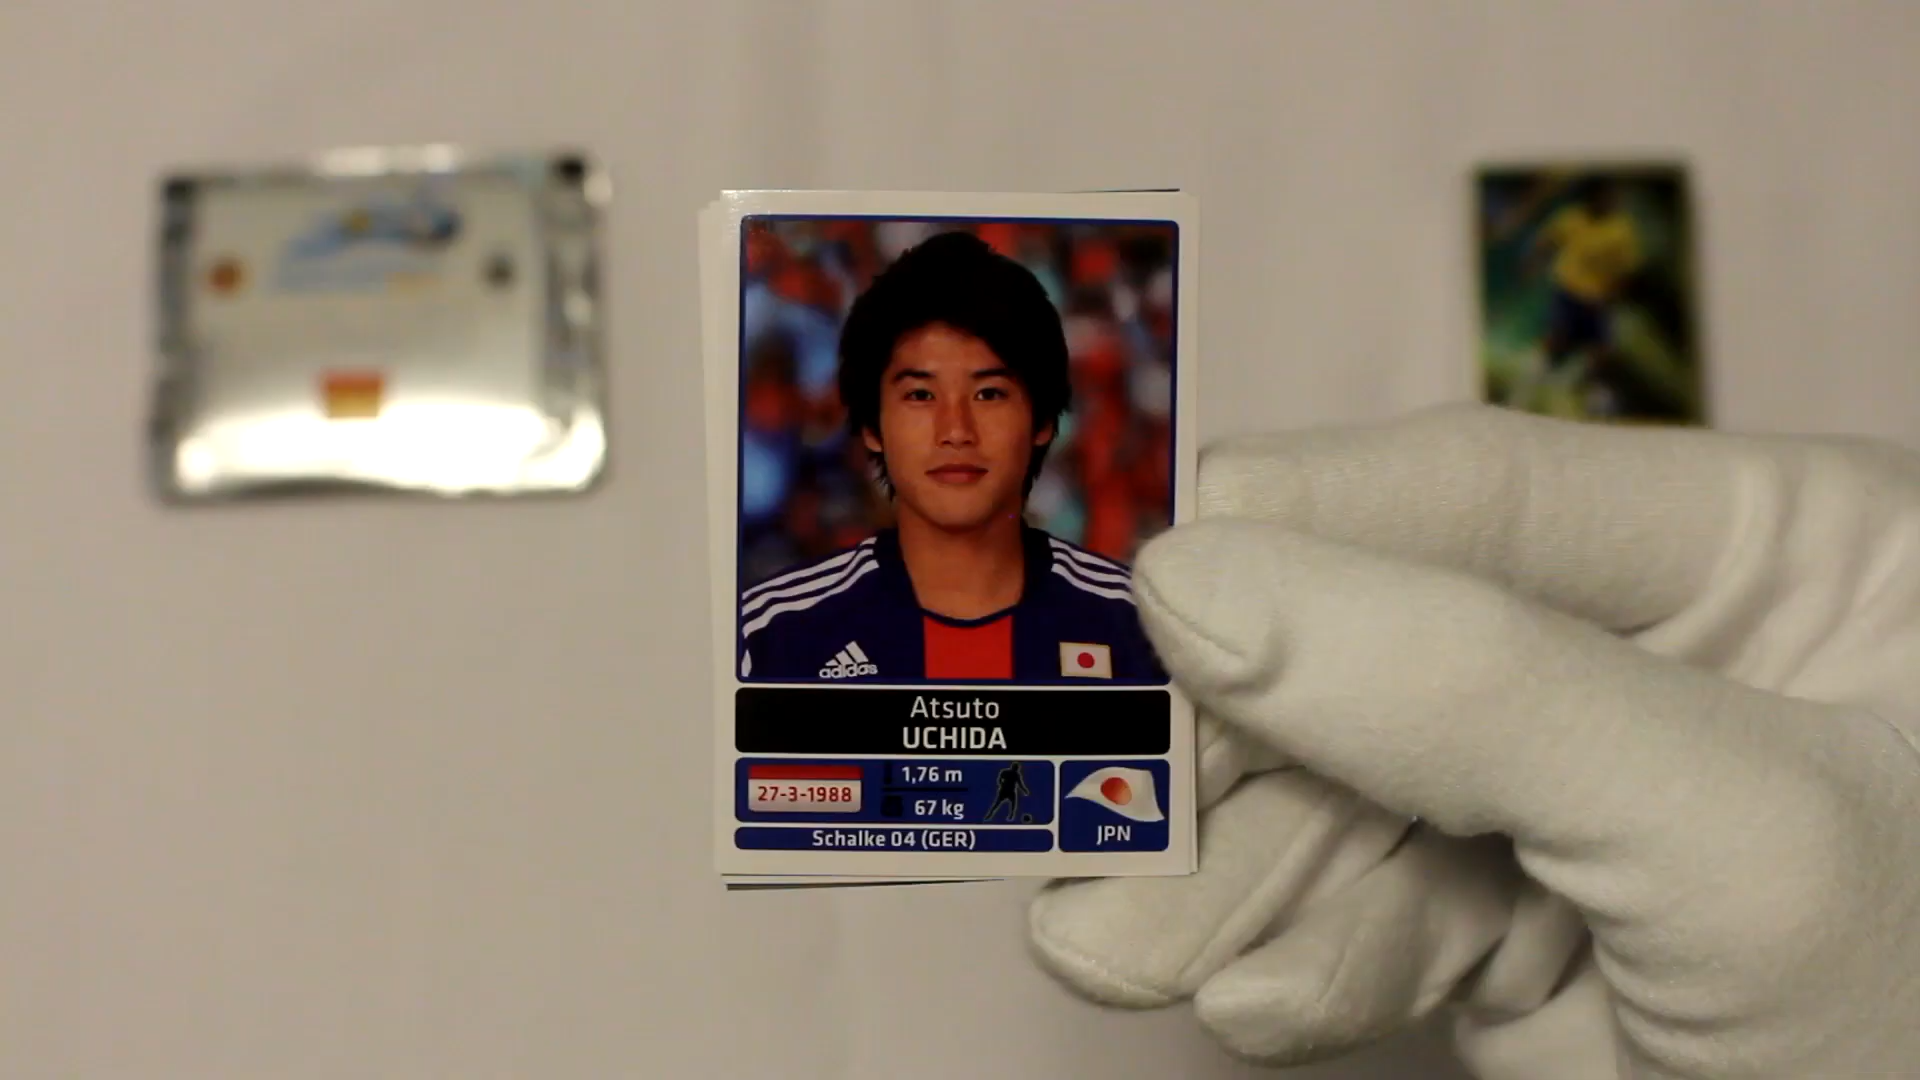 adidas
Atsuto
UCHIDA
27-3-1988
1,76 m
67 kg
Schalke 04 (GER)
JPN